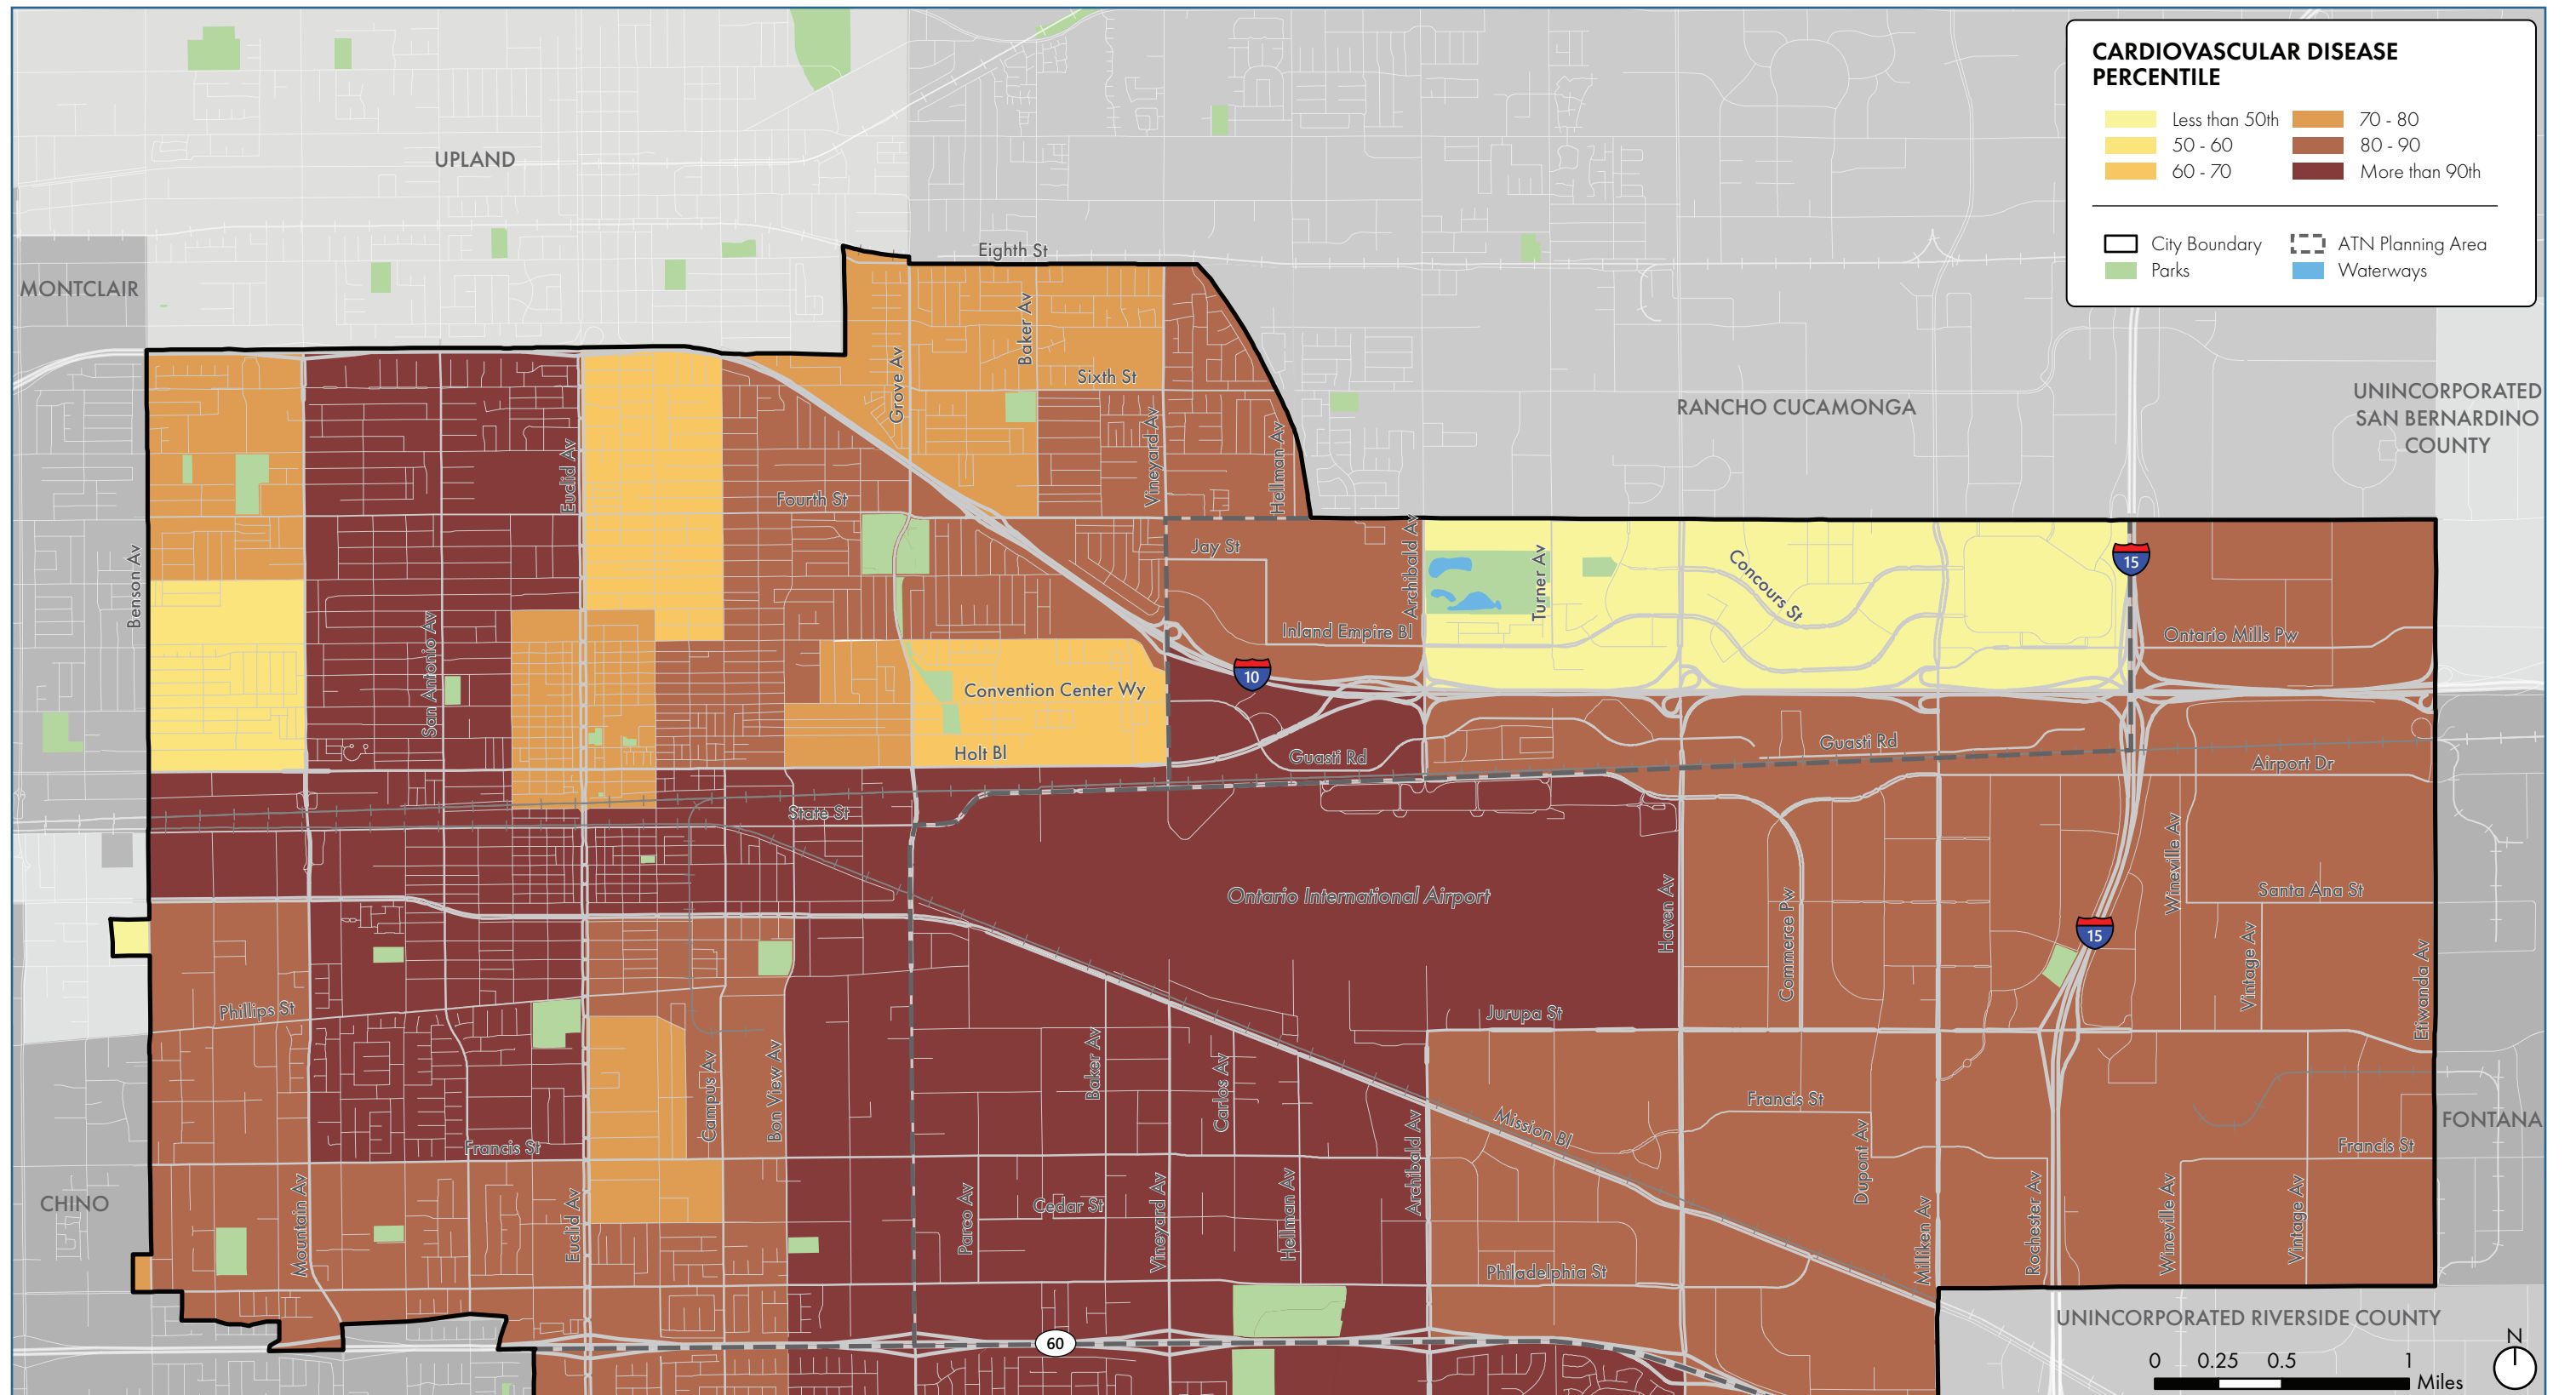 CARDIOVASCULAR DISEASE
PERCENTILE
Less than 50th
70 - 80
50 - 60
80 - 90
60 - 70
More than 90th
City Boundary
ATN Planning Area
Parks
Waterways
UPLAND
Eighth St
MONTCLAIR
Baker Av
Grove Av
Sixth St
RANCHO CUCAMONGA
UNINCORPORATED
SAN BERNARDINO
COUNTY
Euclid Av
Vineyard Av
Hellman Av
Fourth St
Benson Av
Jay St
Archibald Av
Turner Av
Concours St
15
Inland Empire Bl
Ontario Mills Pw
San Antonio Av
10
Convention Center Wy
Holt Bl
Guasti Rd
Guasti Rd
Airport Dr
State St
Wineville Av
Ontario International Airport
Haven Av
Commerce Pw
Santa Ana St
15
Vintage Av
Etiwanda Av
Phillips St
Jurupa St
Campus Av
Bon View Av
Baker Av
Carlos Av
Francis St
Mission Bl
Archibald Av
Dupont Av
FONTANA
Francis St
Francis St
CHINO
Mountain Av
Euclid Av
Parco Av
Cedar St
Vineyard Av
Hellman Av
Milliken Av
Rochester Av
Wineville Av
Vintage Av
Philadelphia St
60
UNINCORPORATED RIVERSIDE COUNTY
N
0 0.25 0.5 1
Miles